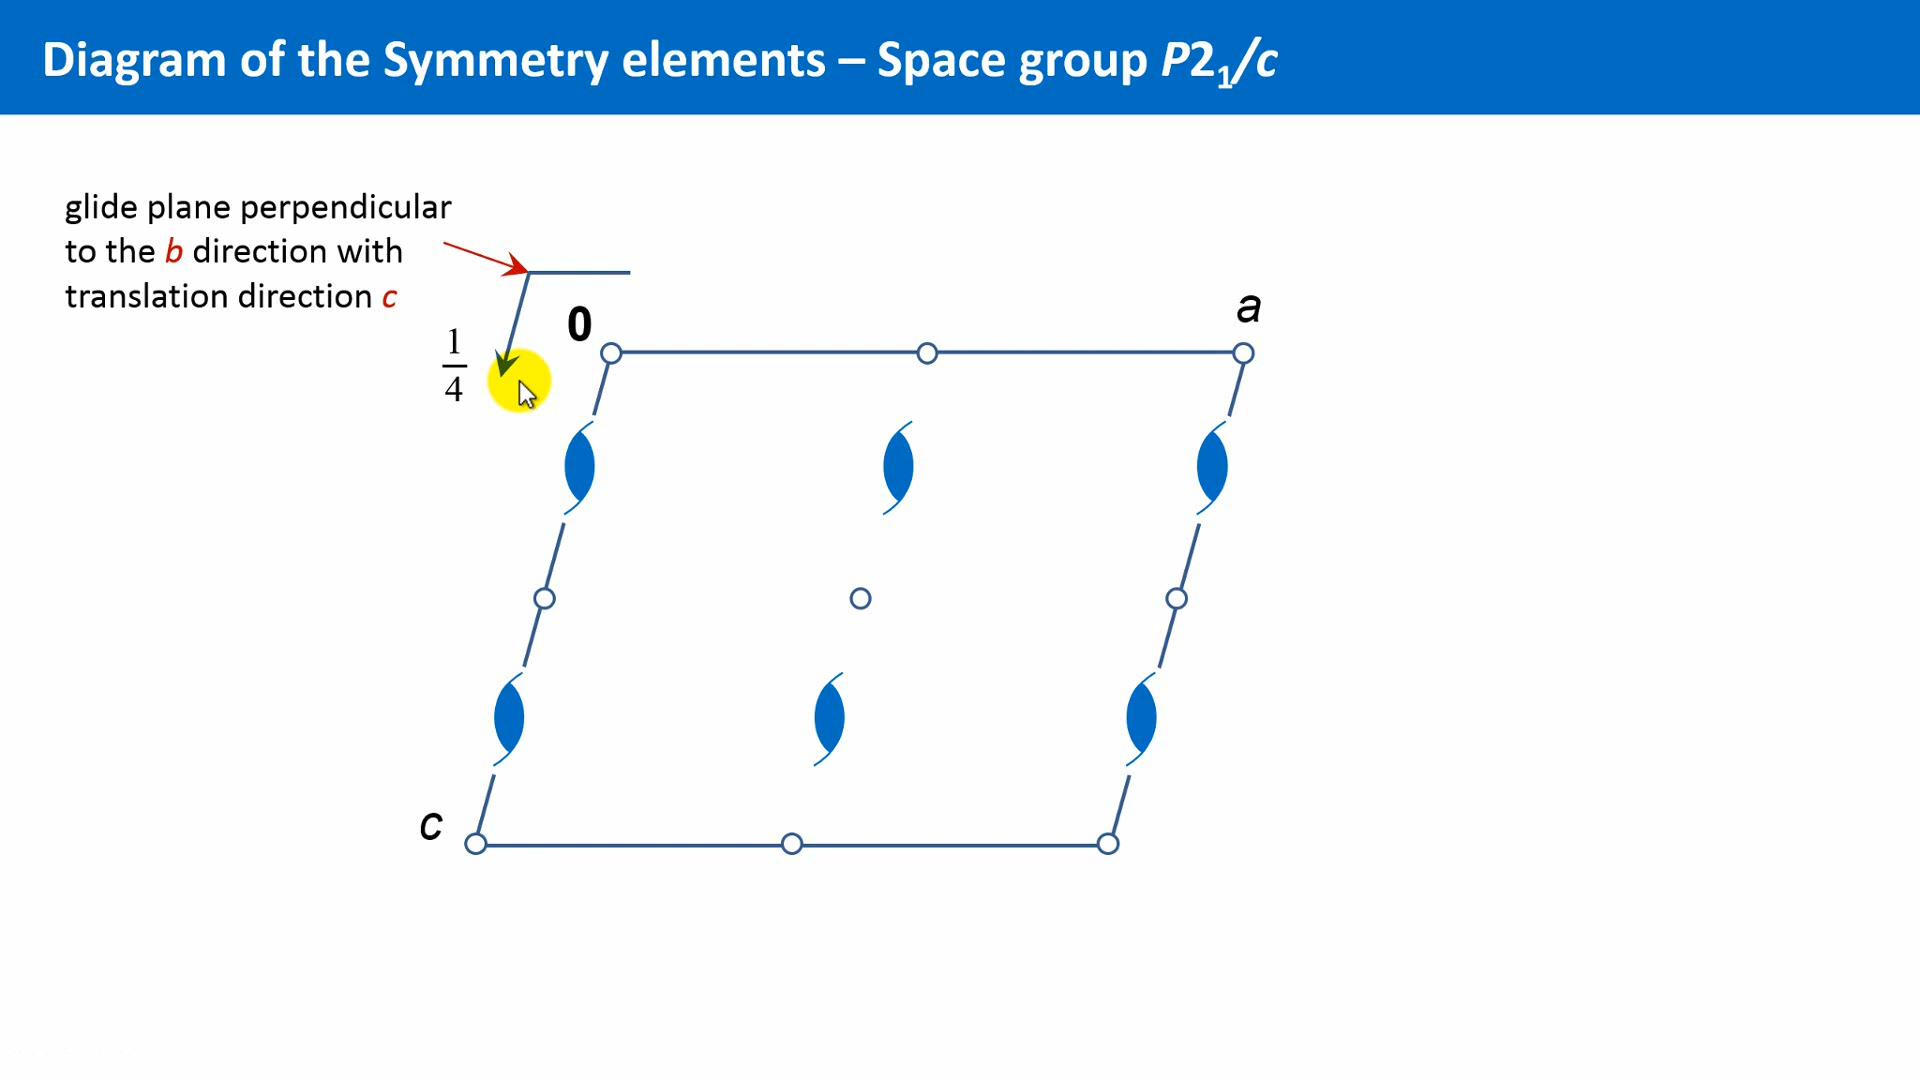 Diagram of the Symmetry elements – Space group P2₁/c
glide plane perpendicular
to the b direction with
translation direction c
1
4
0
a
c